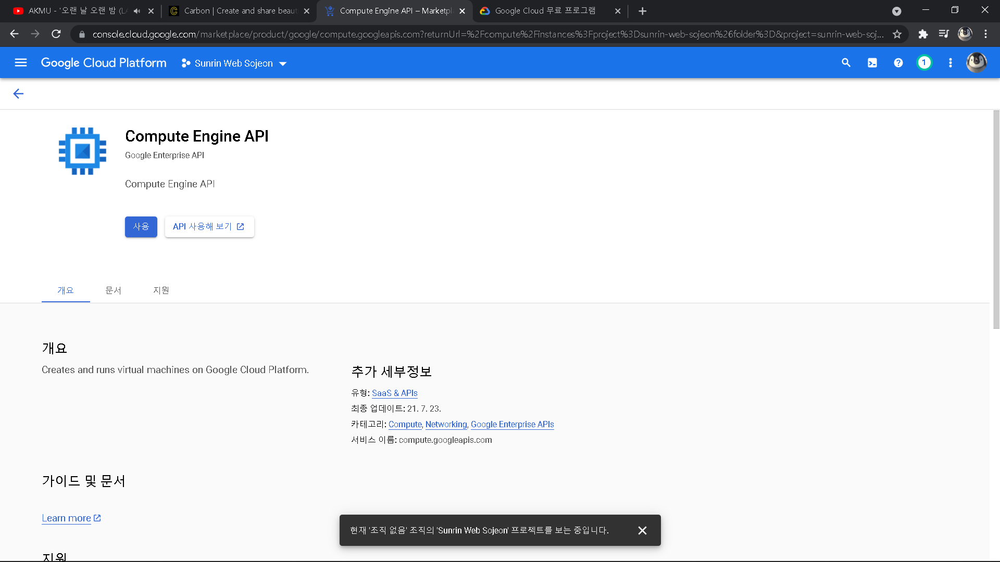 AKMU - '오랜 날 오랜 밤 (LA
Carbon | Create and share beaut
Compute Engine API – Marketpl
Google Cloud 무료 프로그램
console.cloud.google.com/marketplace/product/google/compute.googleapis.com?returnUrl=%2Fcompute%2Finstances%3Fproject%3Dsunrin-web-sojeon%26folder%3D&project=sunrin-web-soj...
Google Cloud Platform
Sunrin Web Sojeon
1
Compute Engine API
Google Enterprise API
Compute Engine API
사용
API 사용해 보기
개요
문서
지원
개요
Creates and runs virtual machines on Google Cloud Platform.
추가 세부정보
유형: SaaS & APIs
최종 업데이트: 21. 7. 23.
카테고리: Compute, Networking, Google Enterprise APIs
서비스 이름: compute.googleapis.com
가이드 및 문서
Learn more
현재 '조직 없음' 조직의 'Sunrin Web Sojeon' 프로젝트를 보는 중입니다.
지원